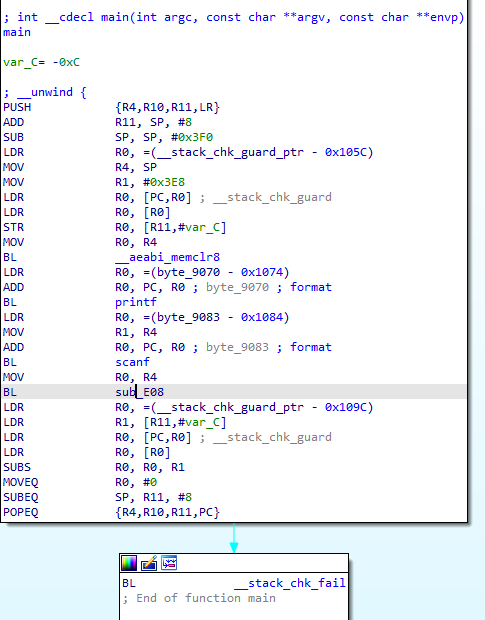 ; int __cdecl main(int argc, const char **argv, const char **envp)
main
var_C= -0xC
; __unwind {
PUSH {R4,R10,R11,LR}
ADD R11, SP, #8
SUB SP, SP, #0x3F0
LDR R0, =(__stack_chk_guard_ptr - 0x105C)
MOV R4, SP
MOV R1, #0x3E8
LDR R0, [PC,R0] ; __stack_chk_guard
LDR R0, [R0]
STR R0, [R11,#var_C]
MOV R0, R4
BL __aeabi_memclr8
LDR R0, =(byte_9070 - 0x1074)
ADD R0, PC, R0 ; byte_9070 ; format
BL printf
LDR R0, =(byte_9083 - 0x1084)
MOV R1, R4
ADD R0, PC, R0 ; byte_9083 ; format
BL scanf
MOV R0, R4
BL sub_E08
LDR R0, =(__stack_chk_guard_ptr - 0x109C)
LDR R1, [R11,#var_C]
LDR R0, [PC,R0] ; __stack_chk_guard
LDR R0, [R0]
SUBS R0, R0, R1
MOVEQ R0, #0
SUBEQ SP, R11, #8
POPEQ {R4,R10,R11,PC}
BL __stack_chk_fail
; End of function main